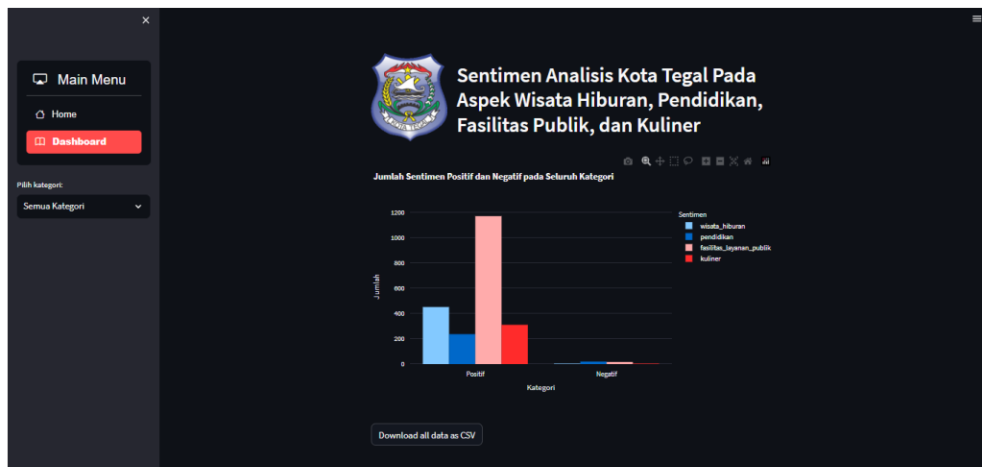 ×
Main Menu
Home
Dashboard
Pilih kategori:
Semua Kategori
KOTA TEGAL
Sentimen Analisis Kota Tegal Pada
Aspek Wisata Hiburan, Pendidikan,
Fasilitas Publik, dan Kuliner
Jumlah Sentimen Positif dan Negatif pada Seluruh Kategori
1200
1000
800
600
400
200
0
Jumlah
Positif
Negatif
Kategori
Sentimen
wisata_hiburan
pendidikan
fasilitas_layanan_publik
kuliner
Download all data as CSV